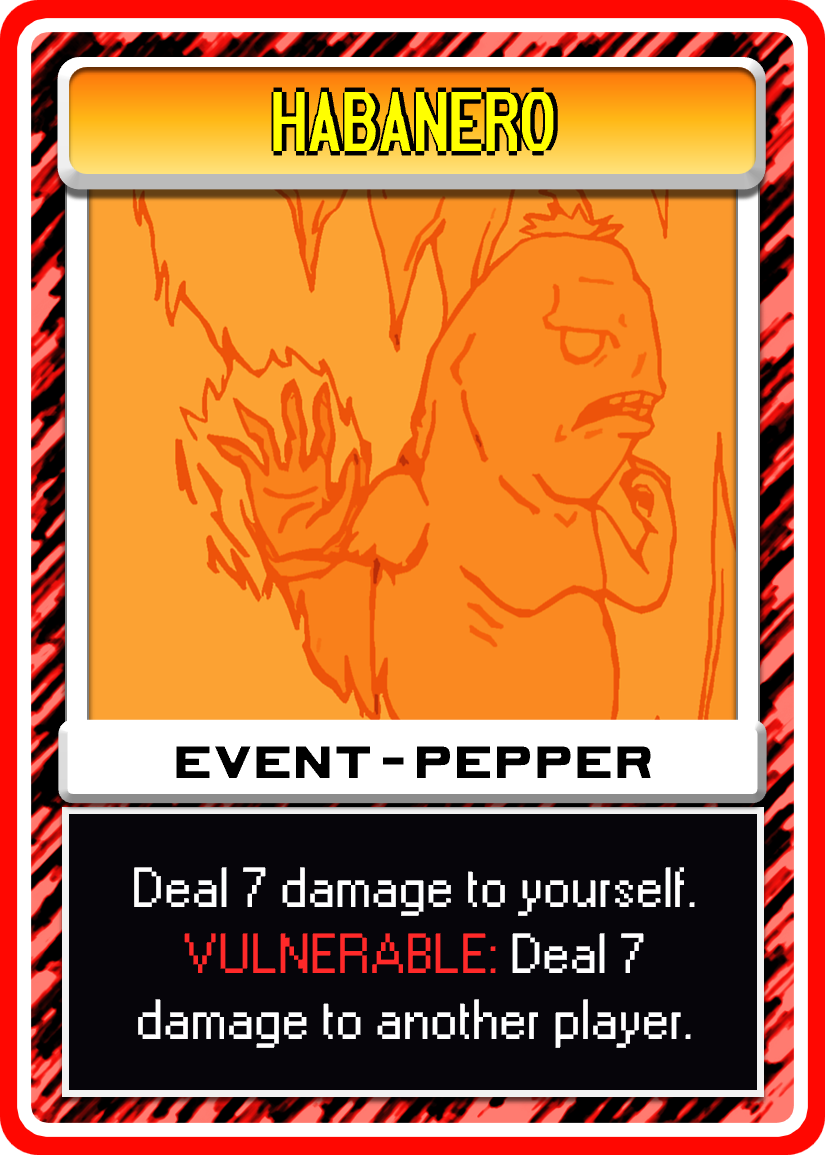 HABANERO
EVENT-PEPPER
Deal 7 damage to yourself.
VULNERABLE: Deal 7
damage to another player.